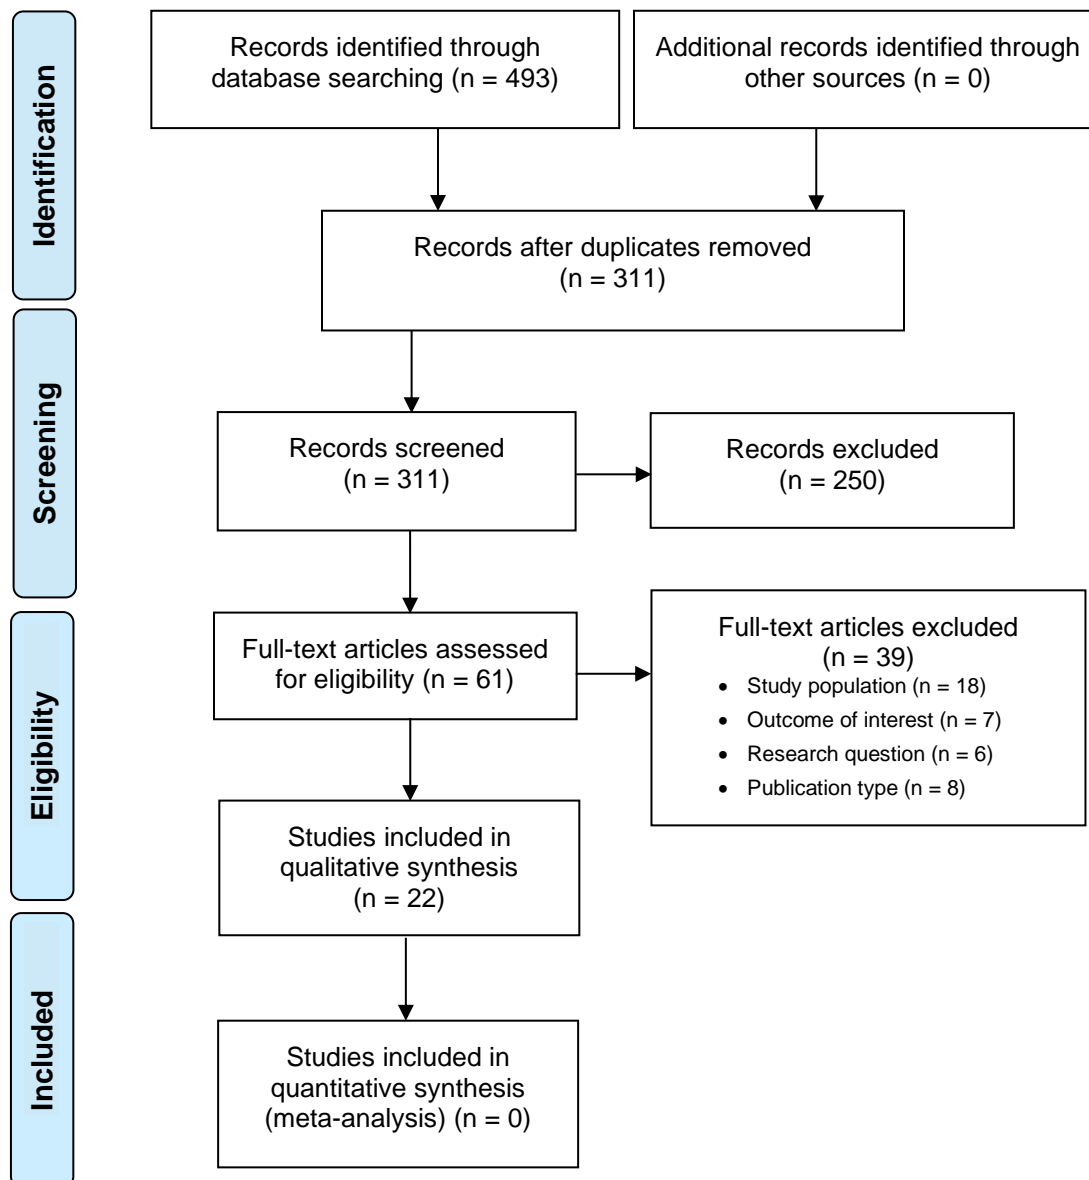 Identification
Records identified through
database searching (n = 493)
Additional records identified through
other sources (n = 0)
Records after duplicates removed
(n = 311)
Screening
Records screened
(n = 311)
Records excluded
(n = 250)
Eligibility
Full-text articles assessed
for eligibility (n = 61)
Full-text articles excluded
(n = 39)
• Study population (n = 18)
• Outcome of interest (n = 7)
• Research question (n = 6)
• Publication type (n = 8)
Studies included in
qualitative synthesis
(n = 22)
Included
Studies included in
quantitative synthesis
(meta-analysis) (n = 0)